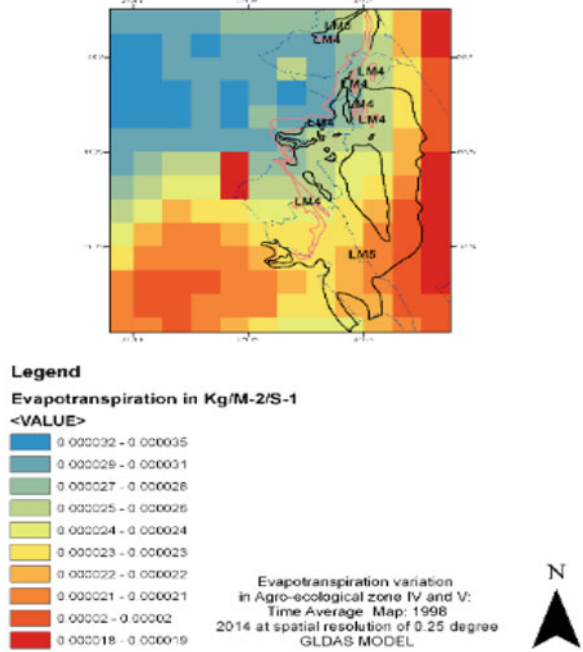 LM5
LM4
LM4
LM4
LM4
LM4
LM4
LM4
LM5
Legend
Evapotranspiration in Kg/M-2/S-1
<VALUE>
0.000032 - 0.000035
0.000029 - 0.000031
0.000027 - 0.000028
0.000025 - 0.000026
0.000024 - 0.000024
0.000023 - 0.000023
0.000022 - 0.000022
0.000021 - 0.000021
0.00002 - 0.00002
0.000018 - 0.000019
Evapotranspiration variation
in Agro-ecological zone IV and V:
Time Average Map: 1998
2014 at spatial resolution of 0.25 degree
GLDAS MODEL
N